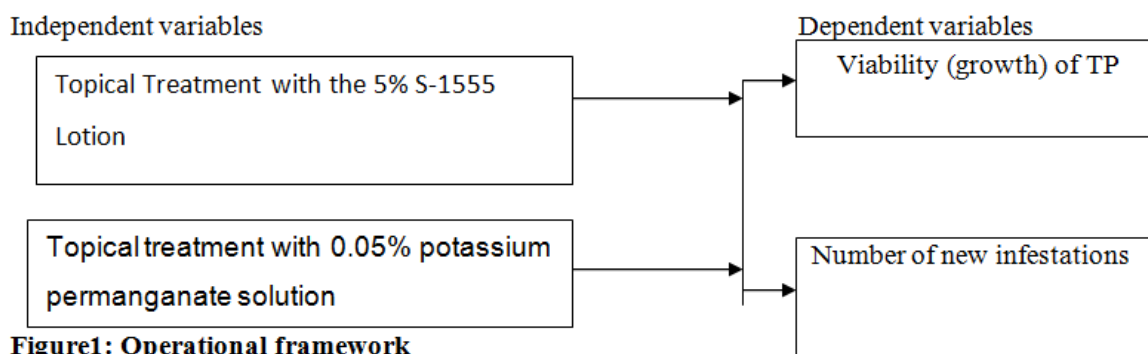 Independent variables
Dependent variables
Topical Treatment with the 5% S-1555
Lotion
Viability (growth) of TP
Topical treatment with 0.05% potassium
permanganate solution
Number of new infestations
Figure1: Operational framework